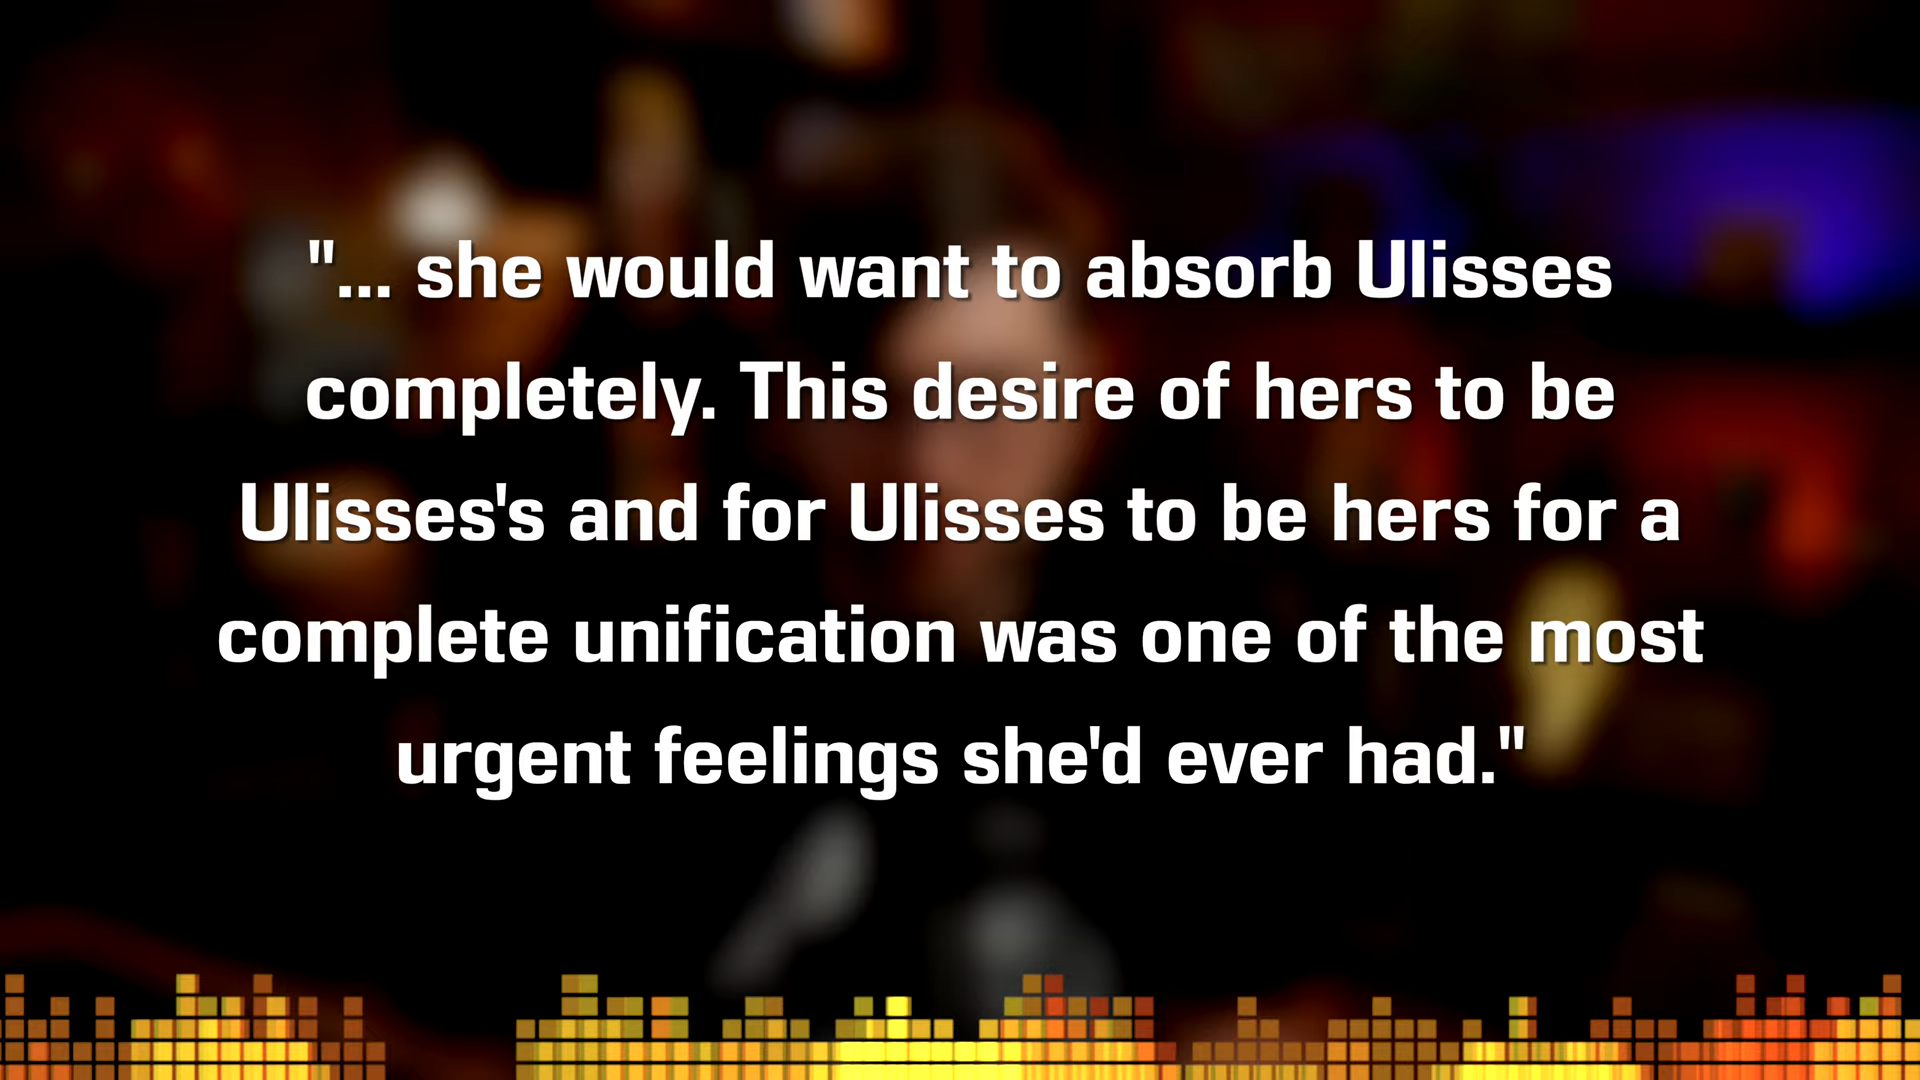 "... she would want to absorb Ulisses
completely. This desire of hers to be
Ulisses's and for Ulisses to be hers for a
complete unification was one of the most
urgent feelings she'd ever had."